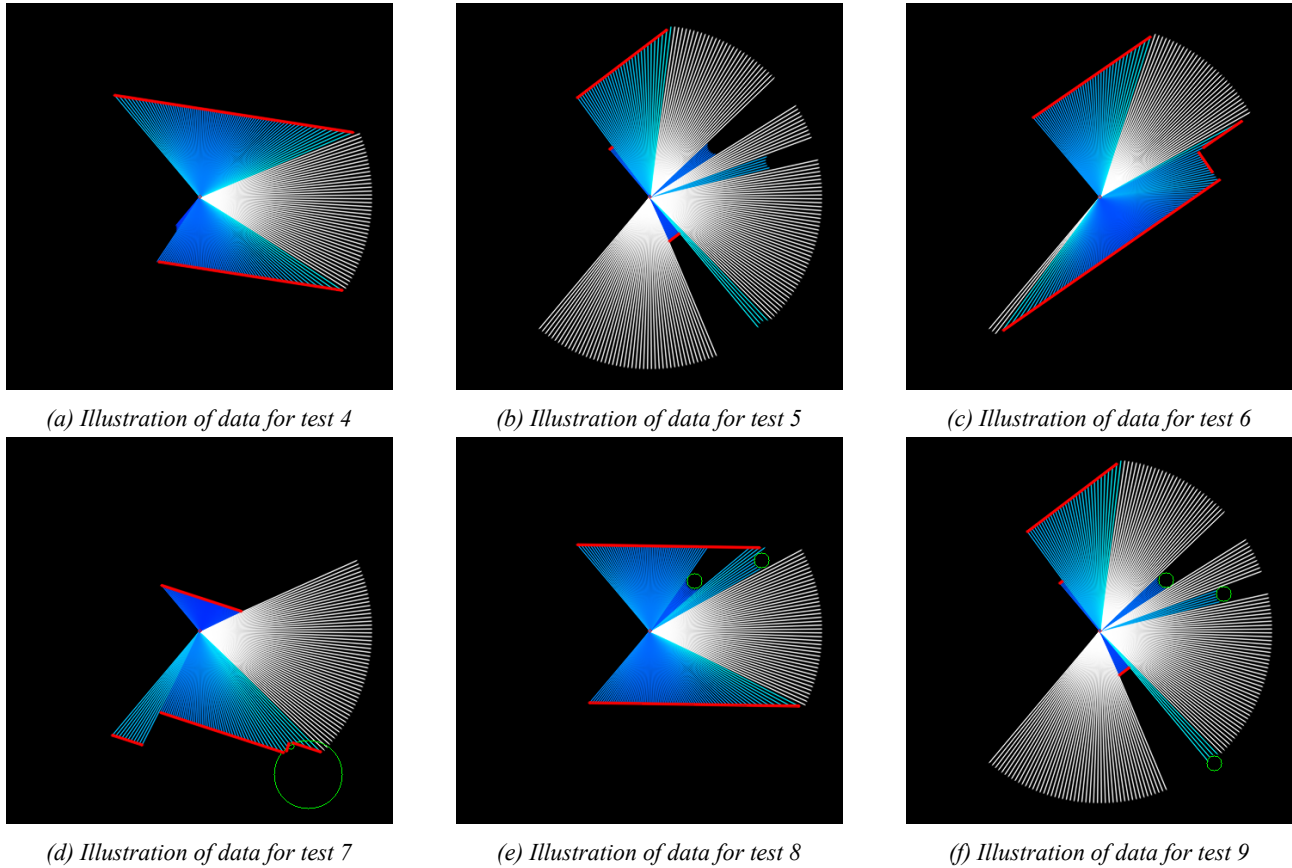 (a) Illustration of data for test 4
(b) Illustration of data for test 5
(c) Illustration of data for test 6
(d) Illustration of data for test 7
(e) Illustration of data for test 8
(f) Illustration of data for test 9